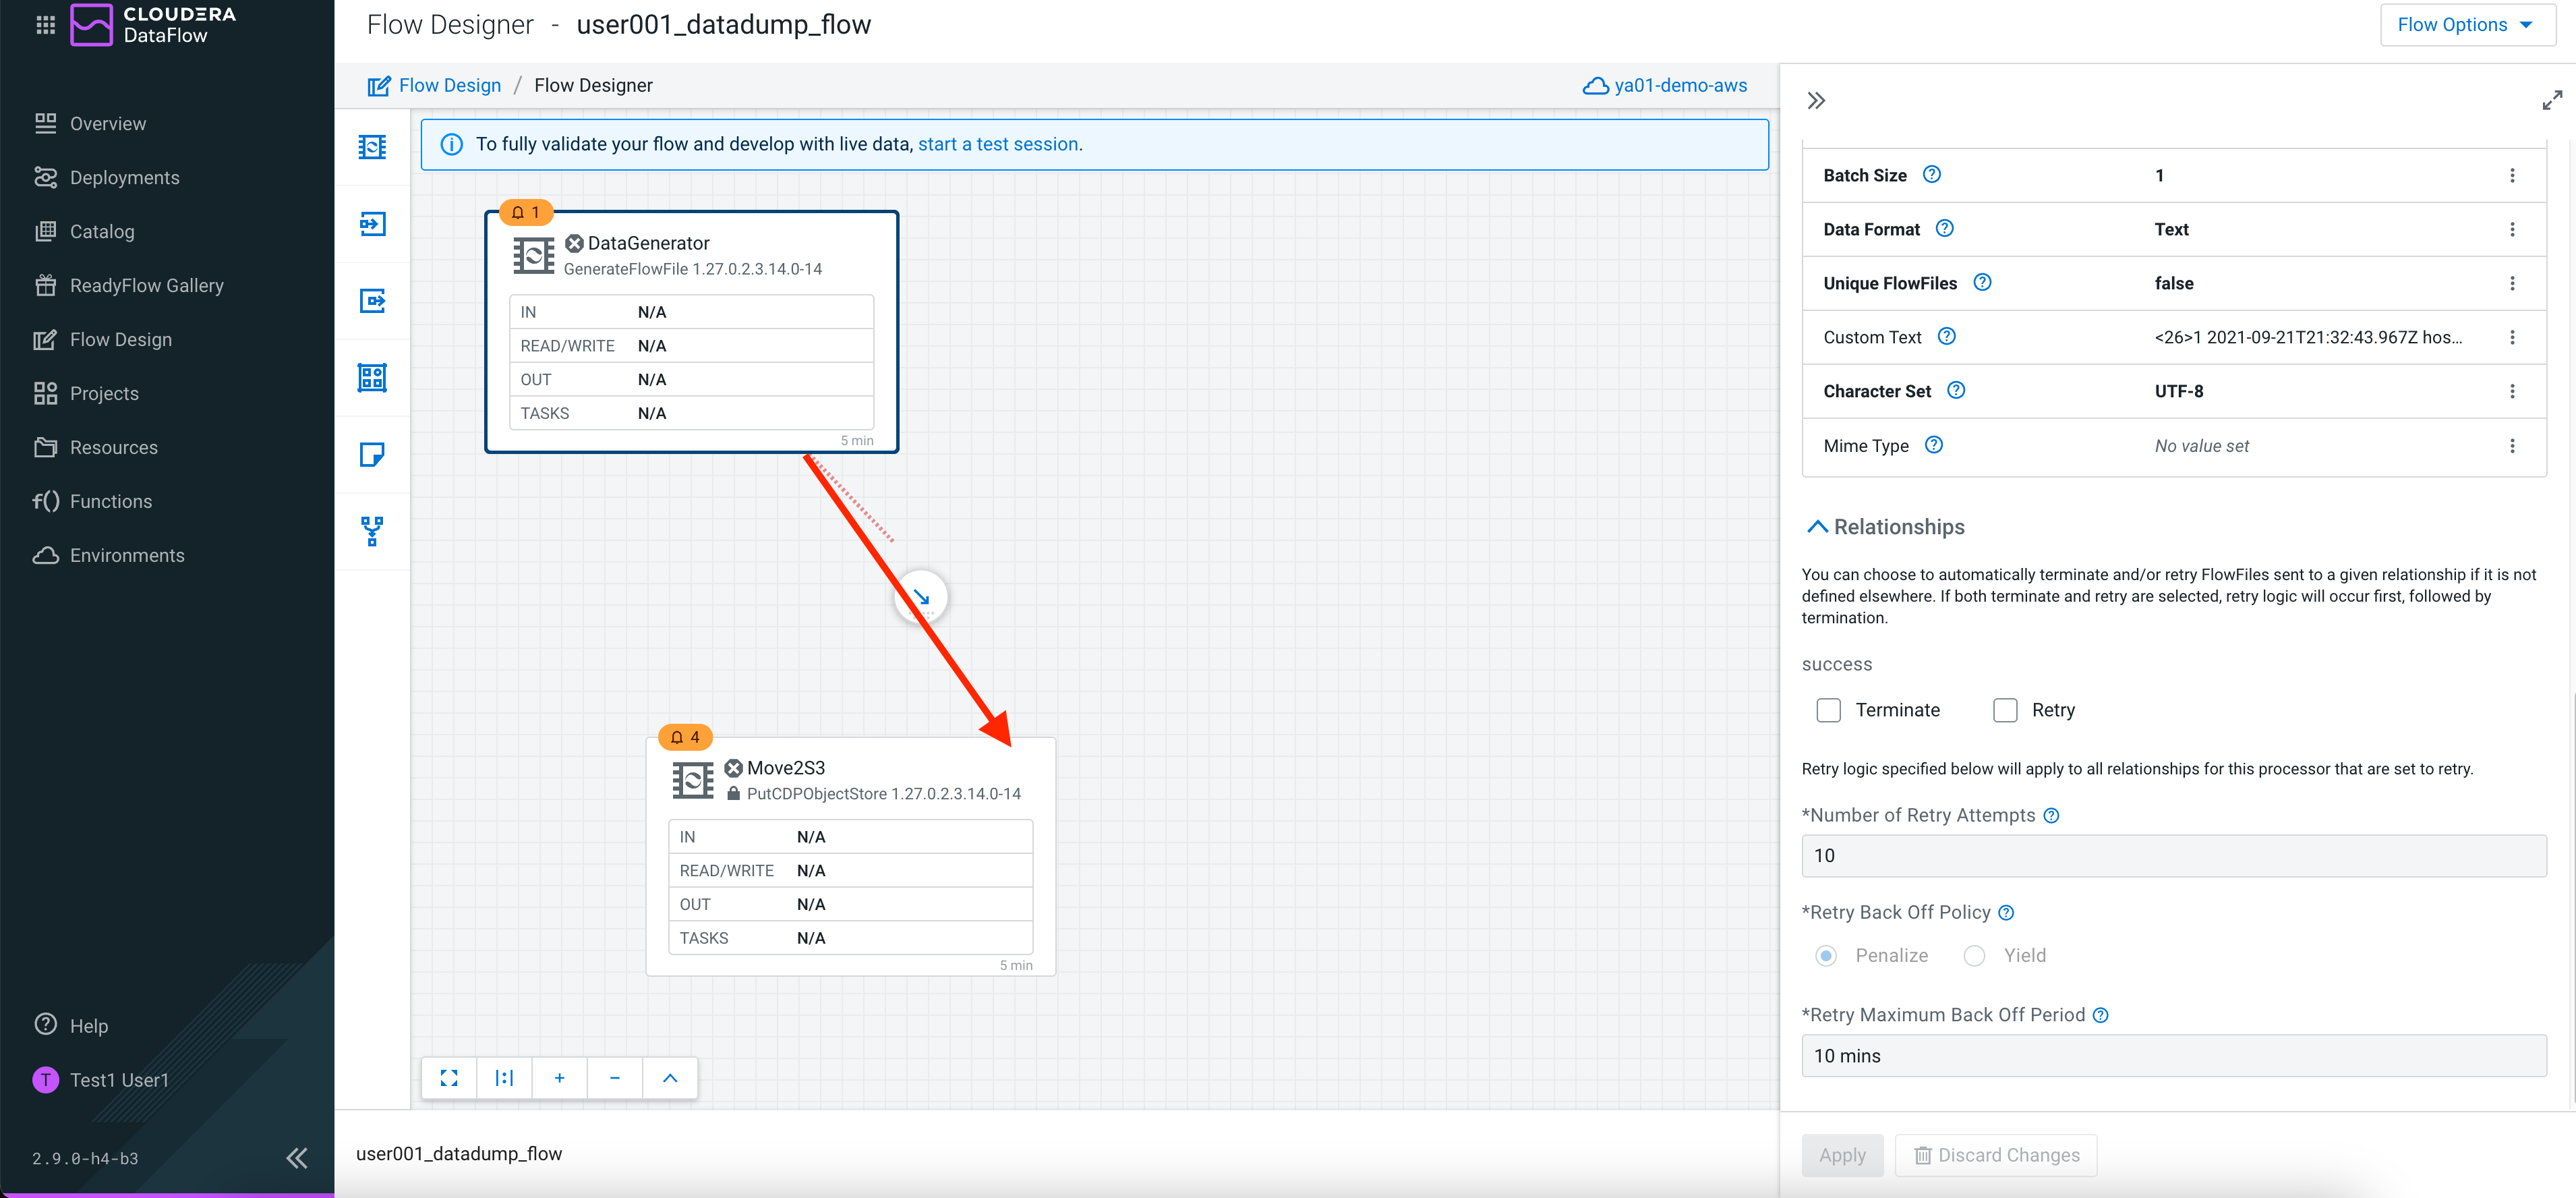 CLOUDERA
DataFlow
Overview
Deployments
Catalog
ReadyFlow Gallery
Flow Design
Projects
Resources
f() Functions
Environments
Help
T Test1 User1
2.9.0-h4-b3
Flow Designer - user001_datadump_flow
Flow Options
Flow Design / Flow Designer
ya01-demo-aws
To fully validate your flow and develop with live data, start a test session.
1
DataGenerator
GenerateFlowFile 1.27.0.2.3.14.0-14
IN N/A
READ/WRITE N/A
OUT N/A
TASKS N/A
5 min
4
Move2S3
PutCDPObjectStore 1.27.0.2.3.14.0-14
IN N/A
READ/WRITE N/A
OUT N/A
TASKS N/A
5 min
user001_datadump_flow
Batch Size 1
Data Format Text
Unique FlowFiles false
Custom Text <26>1 2021-09-21T21:32:43.967Z hos...
Character Set UTF-8
Mime Type No value set
Relationships
You can choose to automatically terminate and/or retry FlowFiles sent to a given relationship if it is not
defined elsewhere. If both terminate and retry are selected, retry logic will occur first, followed by
termination.
success
Terminate Retry
Retry logic specified below will apply to all relationships for this processor that are set to retry.
*Number of Retry Attempts
10
*Retry Back Off Policy
Penalize Yield
*Retry Maximum Back Off Period
10 mins
Apply Discard Changes